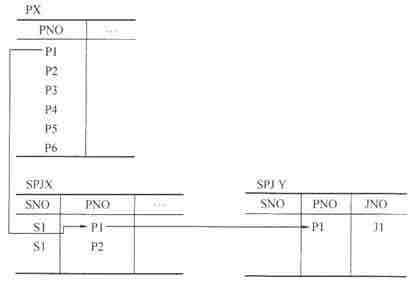 PX
PNO ...
P1
P2
P3
P4
P5
P6
SPJX
SNO PNO ...
S1 P1
S1 P2
SPJ Y
SNO PNO JNO
P1 J1